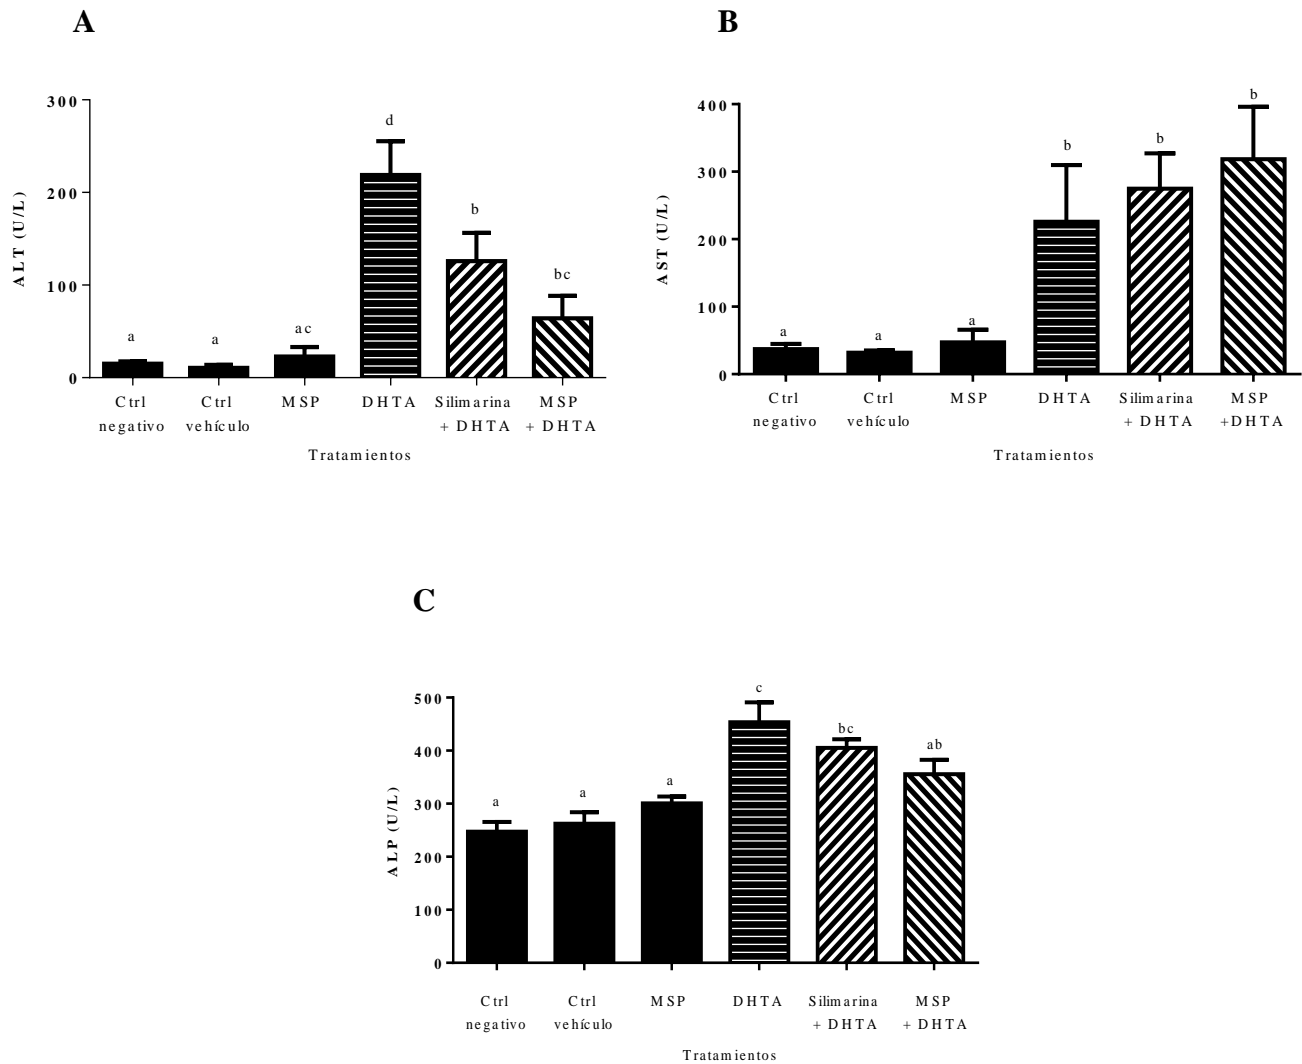 A
300
200
100
0
ALT (U/L)
a
a
ac
d
b
bc
Ctrl
negativo
Ctrl
vehículo
MSP
DHTA
Silimarina
+ DHTA
MSP
+ DHTA
Tratamientos
B
400
300
200
100
0
AST (U/L)
a
a
a
b
b
b
Ctrl
negativo
Ctrl
vehículo
MSP
DHTA
Silimarina
+ DHTA
MSP
+DHTA
Tratamientos
C
500
400
300
200
100
0
ALP (U/L)
a
a
a
c
bc
ab
Ctrl
negativo
Ctrl
vehículo
MSP
DHTA
Silimarina
+ DHTA
MSP
+ DHTA
Tratamientos